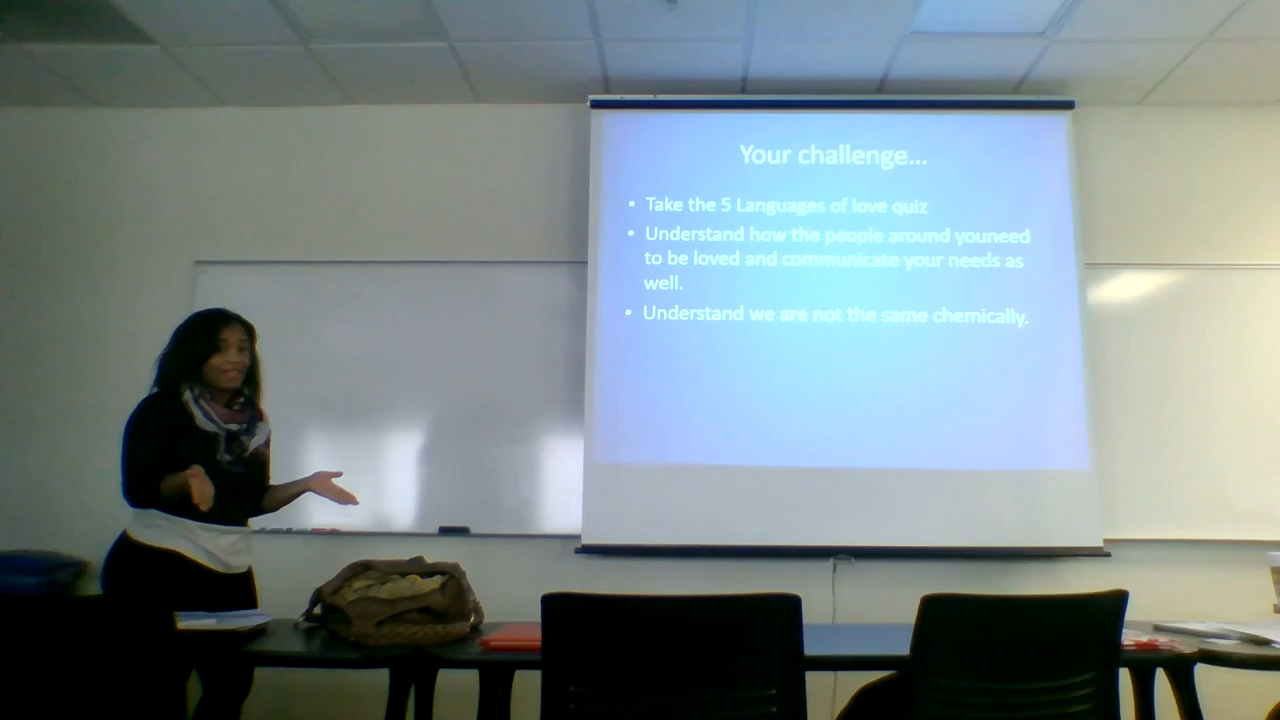 Your challenge...
• Take the 5 Languages of love quiz
• Understand how the people around youneed
to be loved and communicate your needs as
well.
• Understand we are not the same chemically.